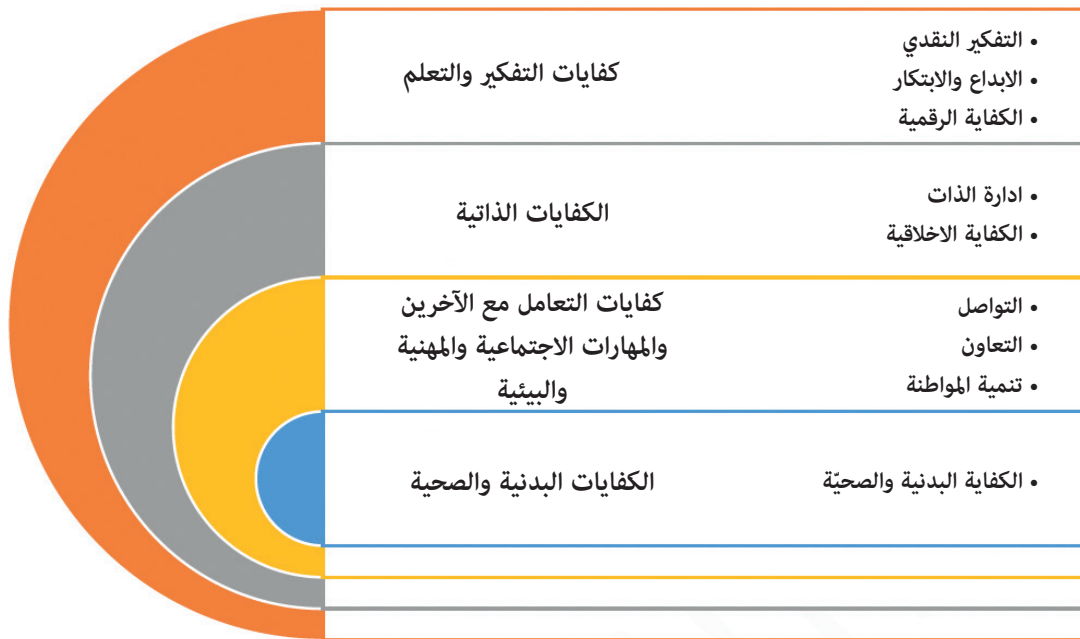 • التفكير النقدي
• الابداع والابتكار
• الكفاية الرقمية
كفايات التفكير والتعلم
• ادارة الذات
• الكفاية الاخلاقية
الكفايات الذاتية
• التواصل
• التعاون
• تنمية المواطنة
كفايات التعامل مع الآخرين
والمهارات الاجتماعية والمهنية
والبيئية
• الكفاية البدنية والصحيّة
الكفايات البدنية والصحية